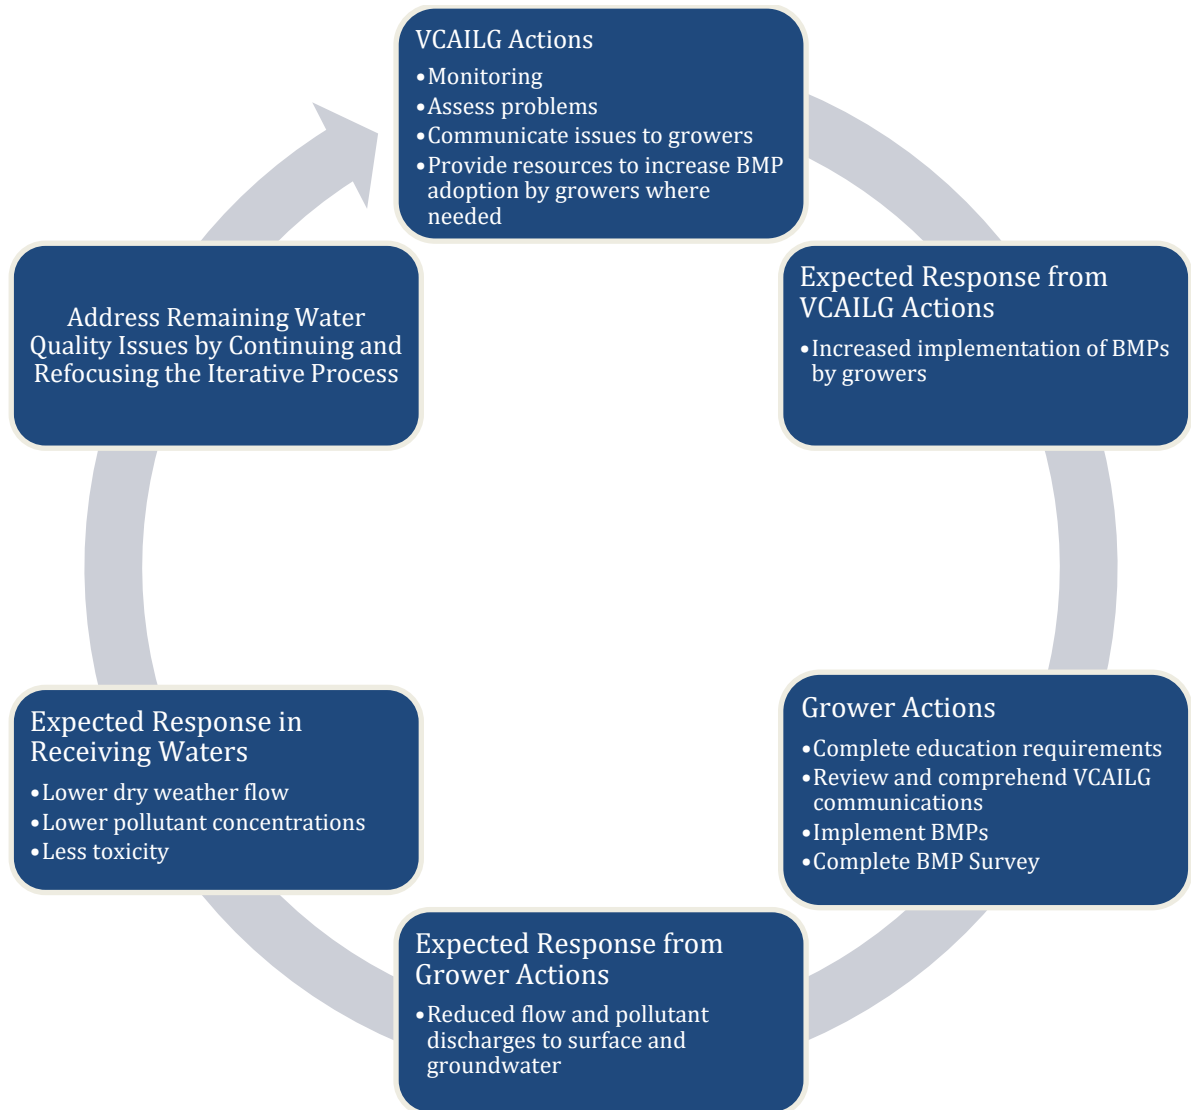 VCAILG Actions
•Monitoring
•Assess problems
•Communicate issues to growers
•Provide resources to increase BMP
adoption by growers where
needed
Expected Response from
VCAILG Actions
•Increased implementation of BMPs
by growers
Grower Actions
•Complete education requirements
•Review and comprehend VCAILG
communications
•Implement BMPs
•Complete BMP Survey
Expected Response from
Grower Actions
•Reduced flow and pollutant
discharges to surface and
groundwater
Expected Response in
Receiving Waters
•Lower dry weather flow
•Lower pollutant concentrations
•Less toxicity
Address Remaining Water
Quality Issues by Continuing and
Refocusing the Iterative Process